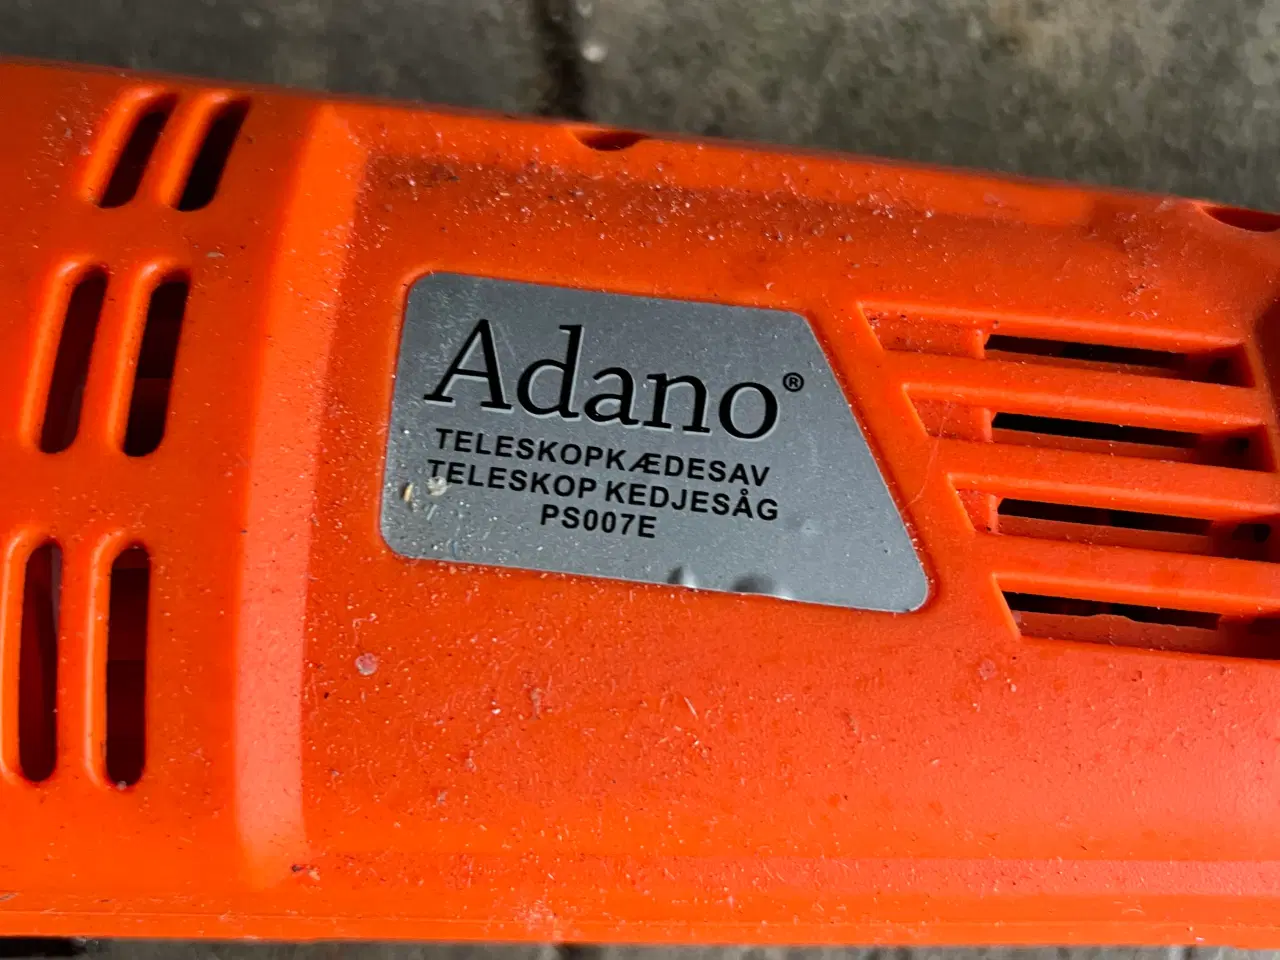 Adano®
TELESKOPKÆDESAV
TELESKOP KEDJESÅG
PS007E